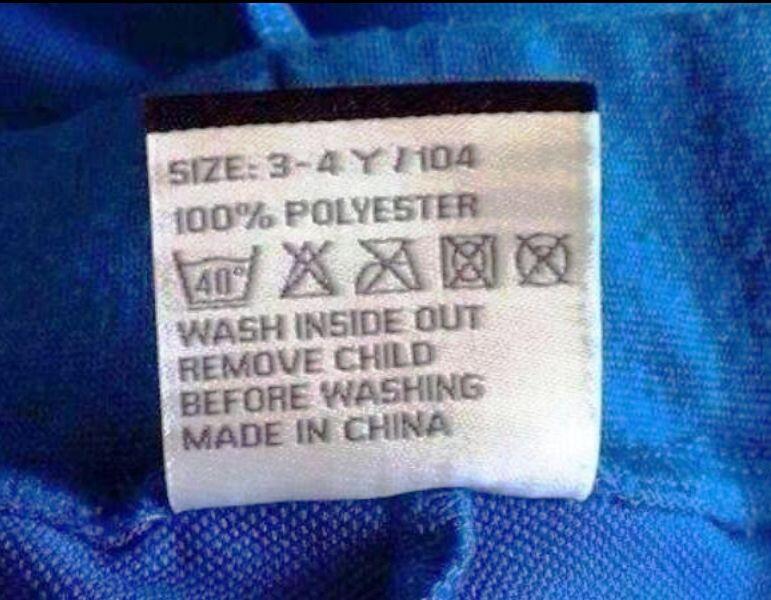 SIZE: 3-4 Y / 104
100% POLYESTER
40°
WASH INSIDE OUT
REMOVE CHILD
BEFORE WASHING
MADE IN CHINA